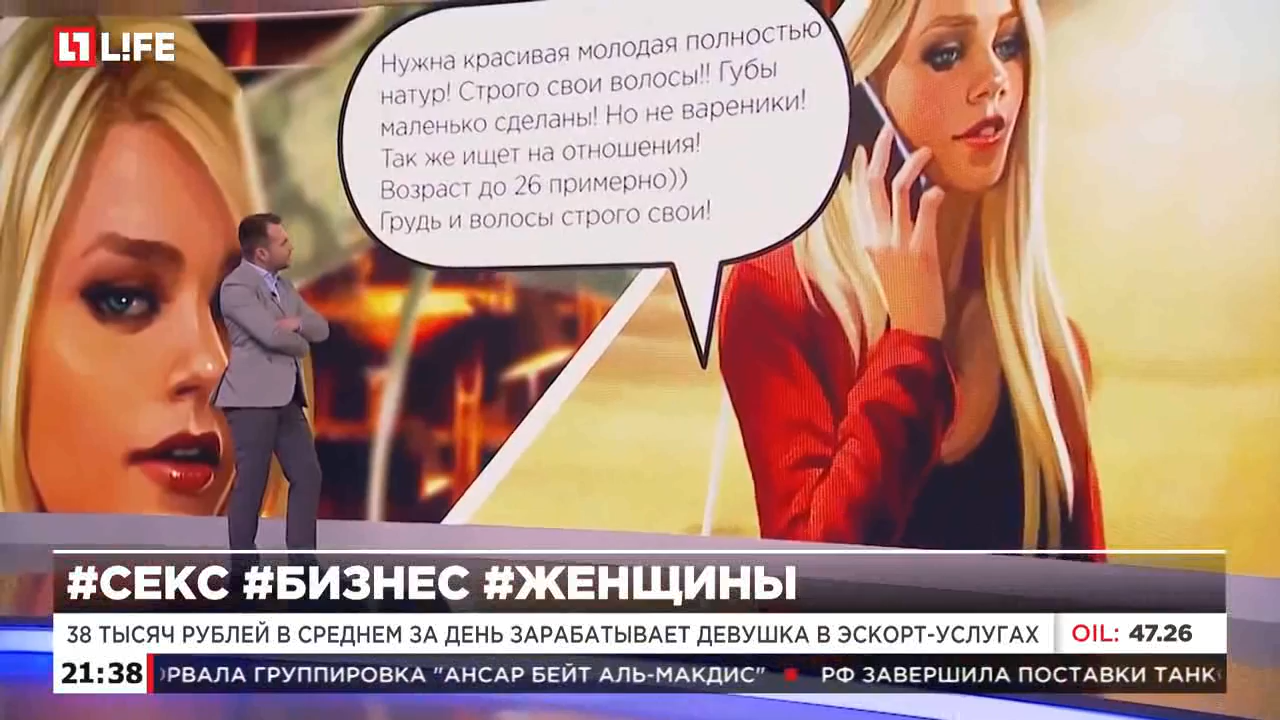 L!FE
Нужна красивая молодая полностью
натур! Строго свои волосы!! Губы
маленько сделаны! Но не вареники!
Так же ищет на отношения!
Возраст до 26 примерно))
Грудь и волосы строго свои!
#СЕКС #БИЗНЕС #ЖЕНЩИНЫ
38 ТЫСЯЧ РУБЛЕЙ В СРЕДНЕМ ЗА ДЕНЬ ЗАРАБАТЫВАЕТ ДЕВУШКА В ЭСКОРТ-УСЛУГАХ OIL: 47.26
21:38 ГРУППИРОВКА "АНСАР БЕЙТ АЛЬ-МАКДИС" РФ ЗАВЕРШИЛА ПОСТАВКИ